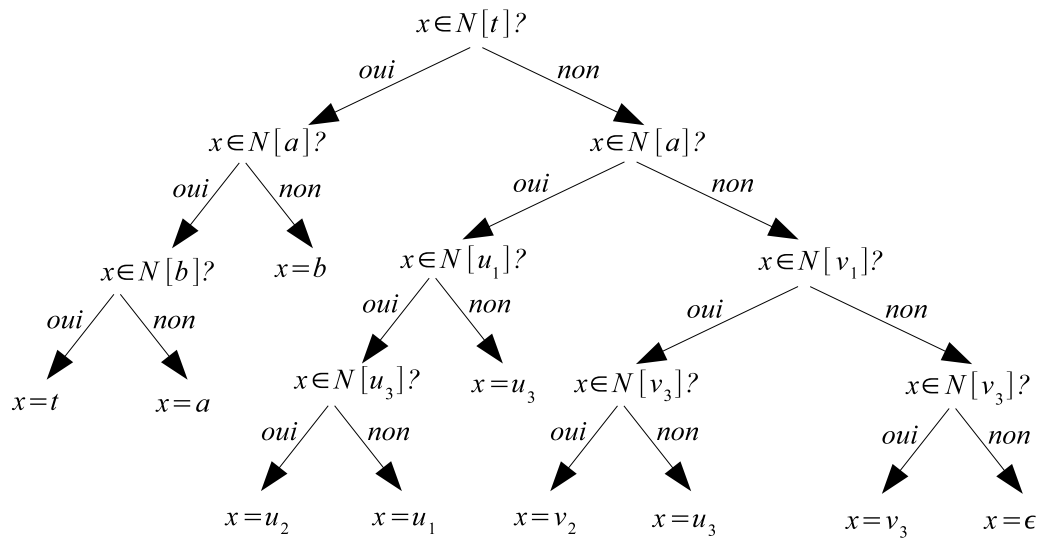 x∈N[t]?
oui non
x∈N[a]? x∈N[a]?
oui non oui non
x∈N[b]? x=b x∈N[u₁]? x∈N[v₁]?
oui non oui non oui non
x=t x=a x∈N[u₃]? x=u₃ x∈N[v₃]? x∈N[v₃]?
oui non oui non oui non
x=u₂ x=u₁ x=v₂ x=u₃ x=v₃ x=ϵ